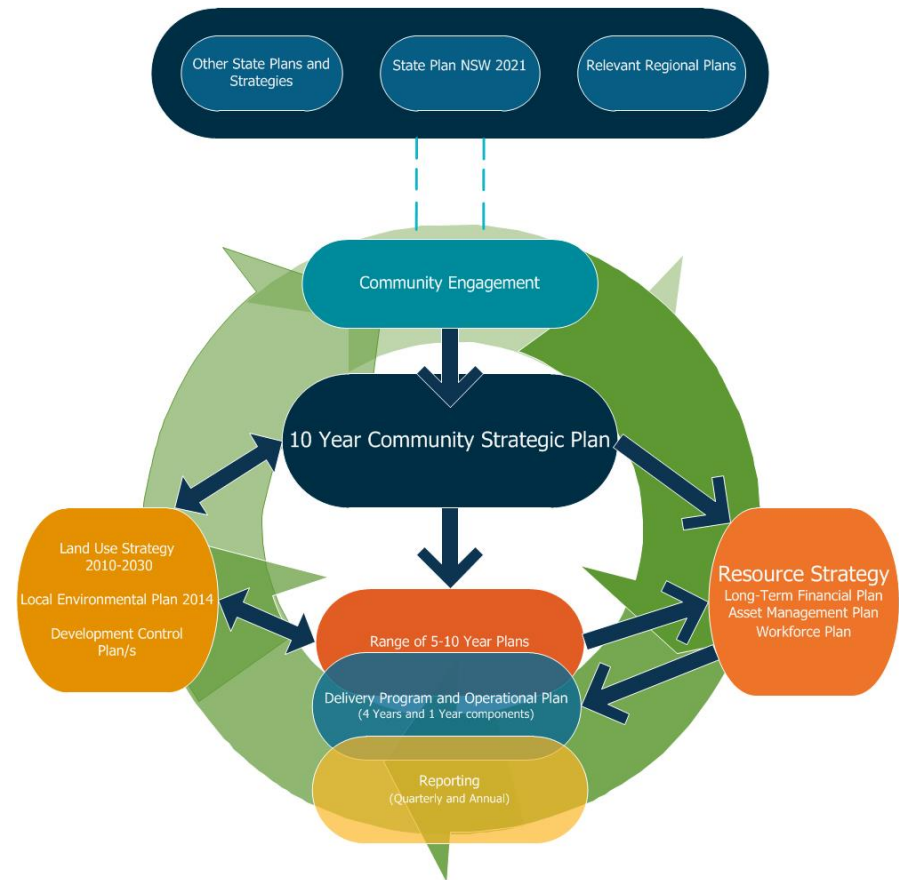 Other State Plans and
Strategies
State Plan NSW 2021
Relevant Regional Plans
Community Engagement
10 Year Community Strategic Plan
Land Use Strategy
2010-2030
Local Environmental Plan 2014
Development Control
Plan/s
Resource Strategy
Long-Term Financial Plan
Asset Management Plan
Workforce Plan
Range of 5-10 Year Plans
Delivery Program and Operational Plan
(4 Years and 1 Year components)
Reporting
(Quarterly and Annual)